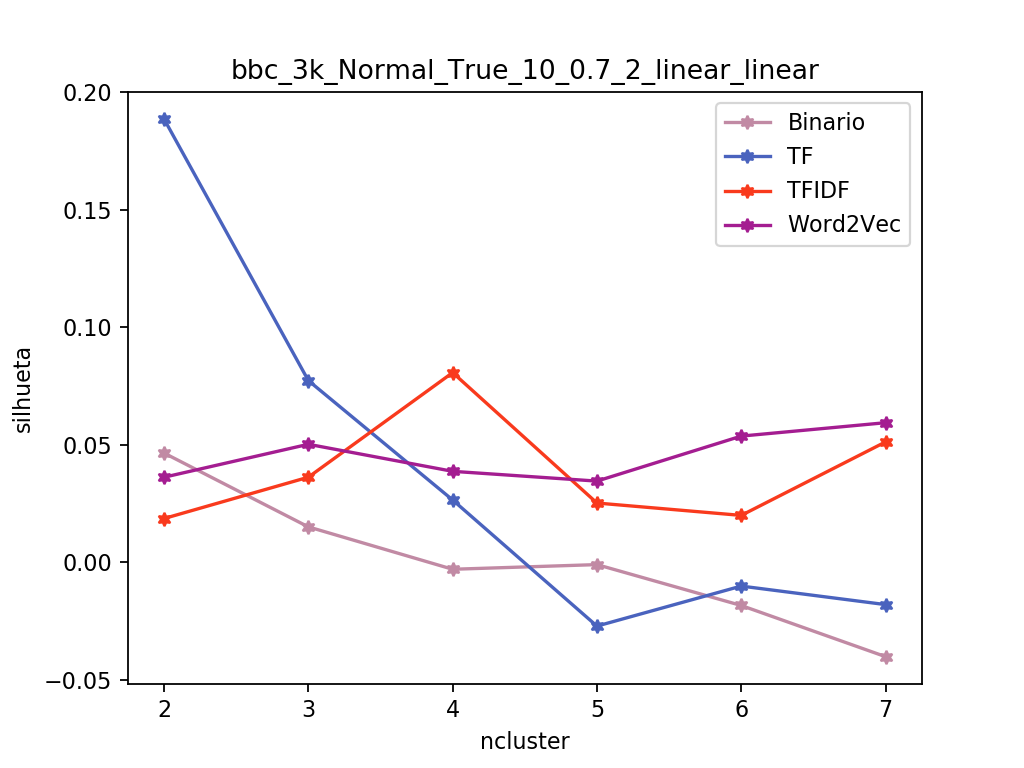 bbc_3k_Normal_True_10_0.7_2_linear_linear
0.20
0.15
0.10
0.05
0.00
−0.05
silhueta
Binario
TF
TFIDF
Word2Vec
2 3 4 5 6 7
ncluster